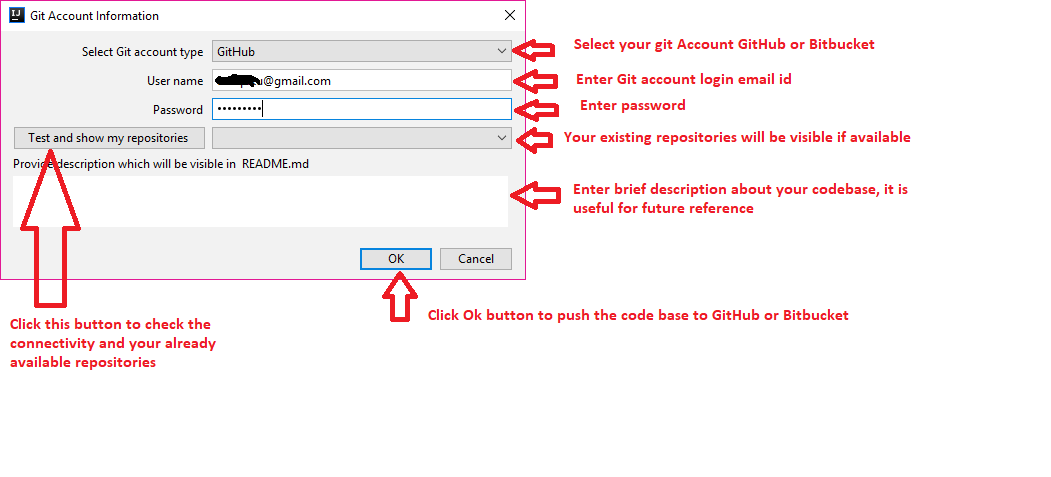 IJ Git Account Information
Select Git account type GitHub
Select your git Account GitHub or Bitbucket
User name @gmail.com
Enter Git account login email id
Password •••••••••
Enter password
Test and show my repositories
Your existing repositories will be visible if available
Provide description which will be visible in README.md
Enter brief description about your codebase, it is
useful for future reference
OK Cancel
Click this button to check the
connectivity and your already
available repositories
Click Ok button to push the code base to GitHub or Bitbucket